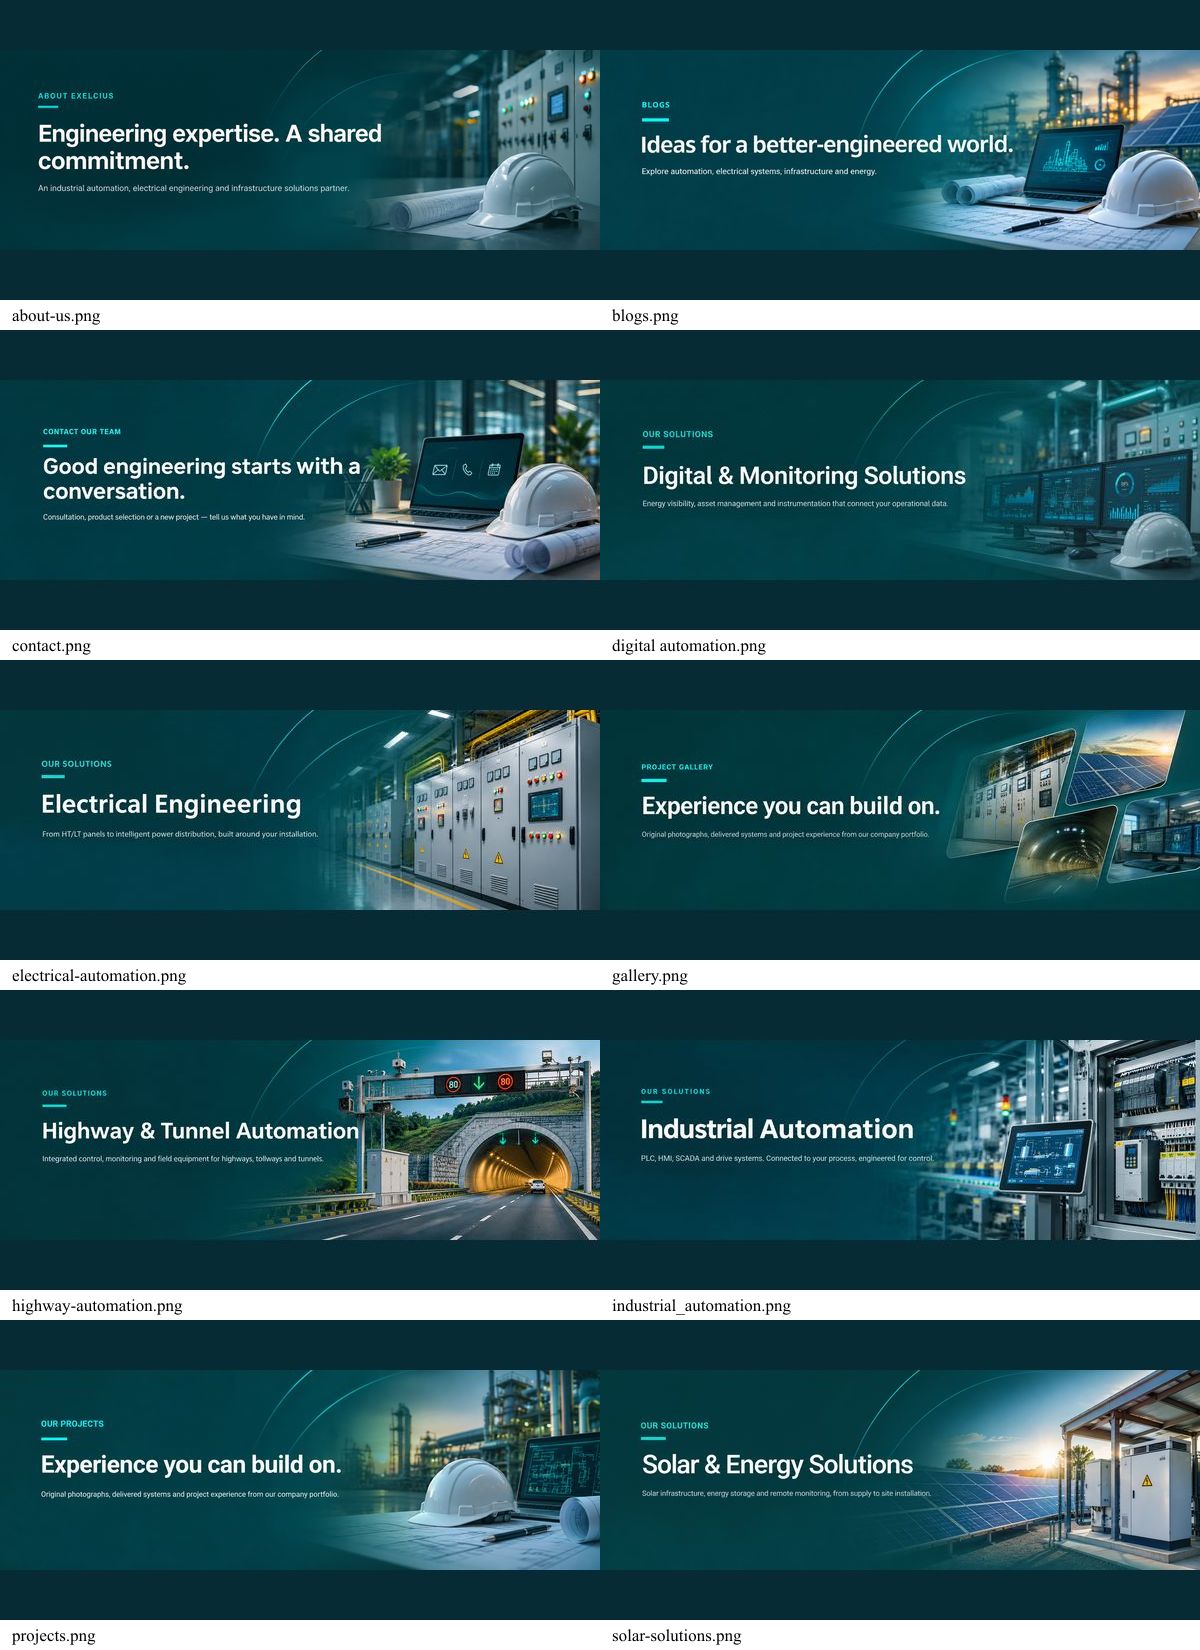 ABOUT EXELCIUS
Engineering expertise. A shared
commitment.
An industrial automation, electrical engineering and infrastructure solutions partner.
about-us.png
BLOGS
Ideas for a better-engineered world.
Explore automation, electrical systems, infrastructure and energy.
blogs.png
CONTACT OUR TEAM
Good engineering starts with a
conversation.
Consultation, product selection or a new project — tell us what you have in mind.
contact.png
OUR SOLUTIONS
Digital & Monitoring Solutions
Energy visibility, asset management and instrumentation that connect your operational data.
digital automation.png
OUR SOLUTIONS
Electrical Engineering
From HT/LT panels to intelligent power distribution, built around your installation.
electrical-automation.png
PROJECT GALLERY
Experience you can build on.
Original photographs, delivered systems and project experience from our company portfolio.
gallery.png
OUR SOLUTIONS
Highway & Tunnel Automation
Integrated control, monitoring and field equipment for highways, tollways and tunnels.
80
80
highway-automation.png
OUR SOLUTIONS
Industrial Automation
PLC, HMI, SCADA and drive systems. Connected to your process, engineered for control.
industrial_automation.png
OUR PROJECTS
Experience you can build on.
Original photographs, delivered systems and project experience from our company portfolio.
projects.png
OUR SOLUTIONS
Solar & Energy Solutions
Solar infrastructure, energy storage and remote monitoring, from supply to site installation.
solar-solutions.png